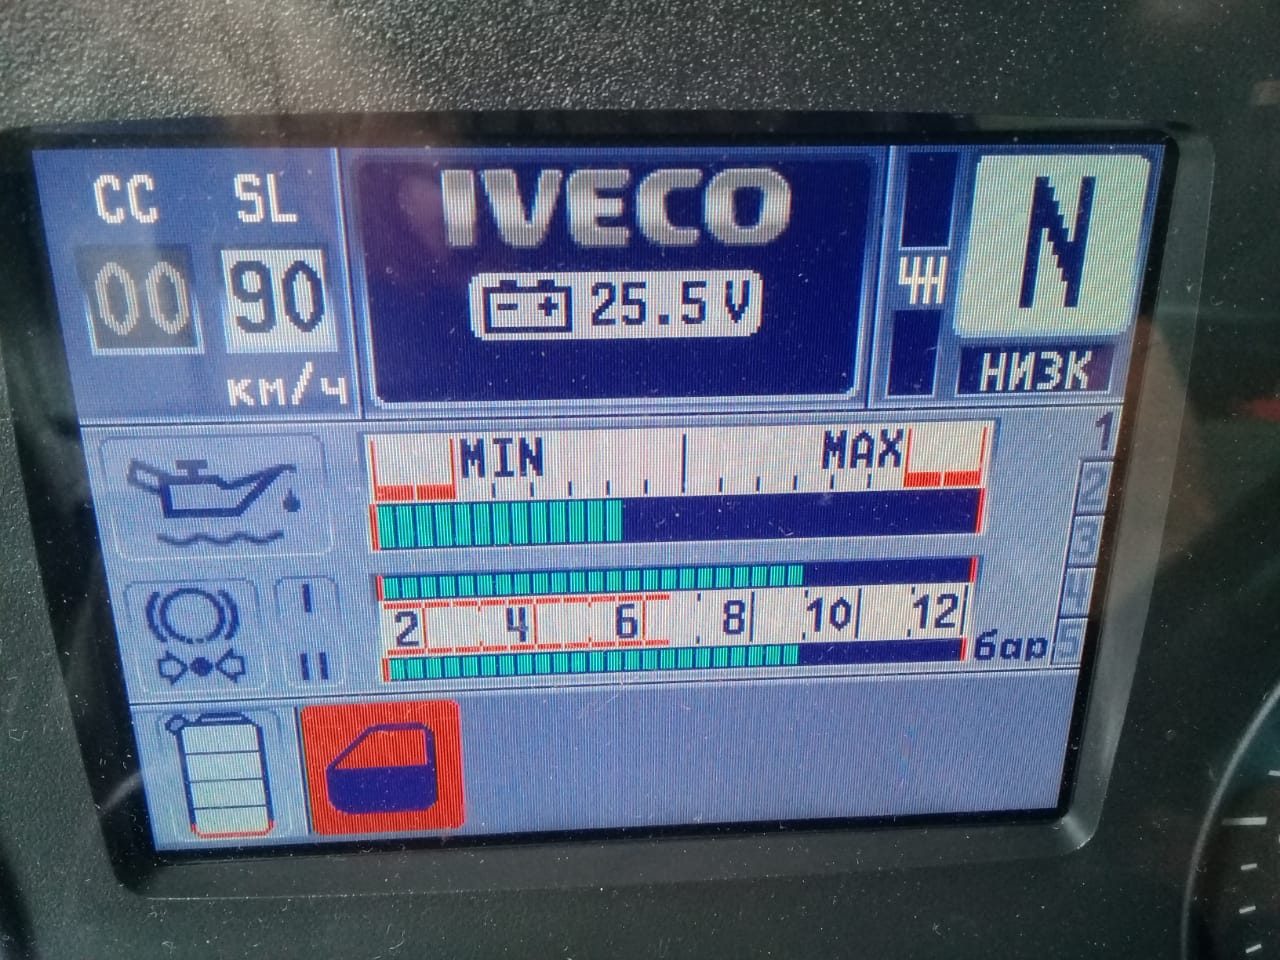 CC SL
00 90
км/ч
IVECO
- + 25.5V
N
НИЗК
MIN MAX
I
II
2 4 6 8 10 12
бар
1
2
3
4
5